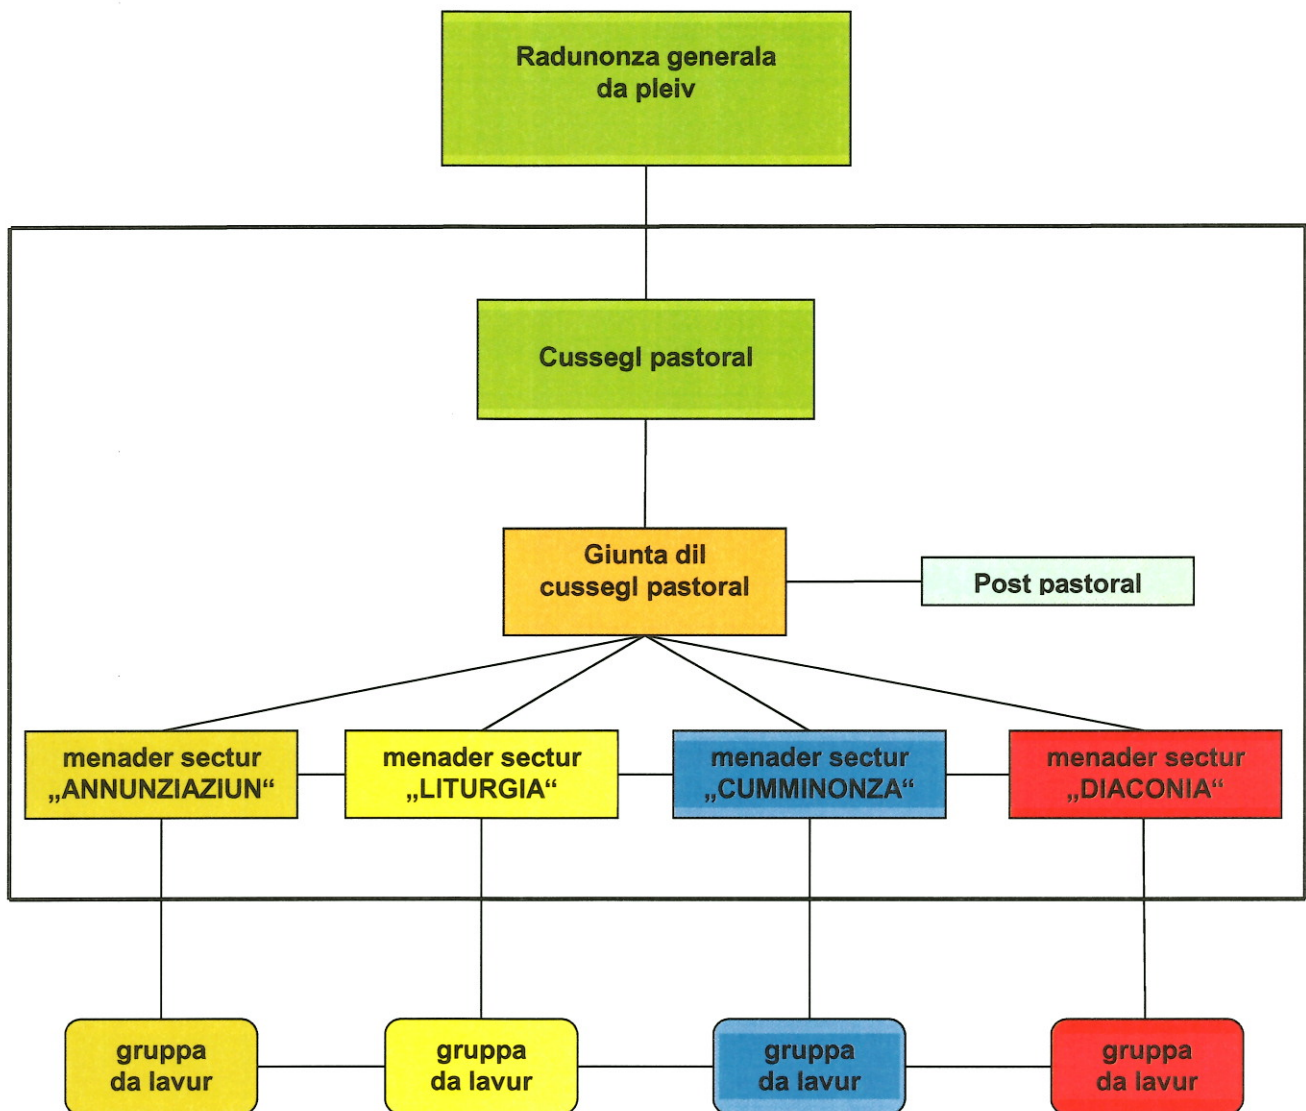 Radunonza generala
da pleiv
Cussegl pastoral
Giunta dil
cussegl pastoral
Post pastoral
menader sectur
„ANNUNZIAZIUN“
menader sectur
„LITURGIA“
menader sectur
„CUMMINONZA“
menader sectur
„DIACONIA“
gruppa
da lavur
gruppa
da lavur
gruppa
da lavur
gruppa
da lavur